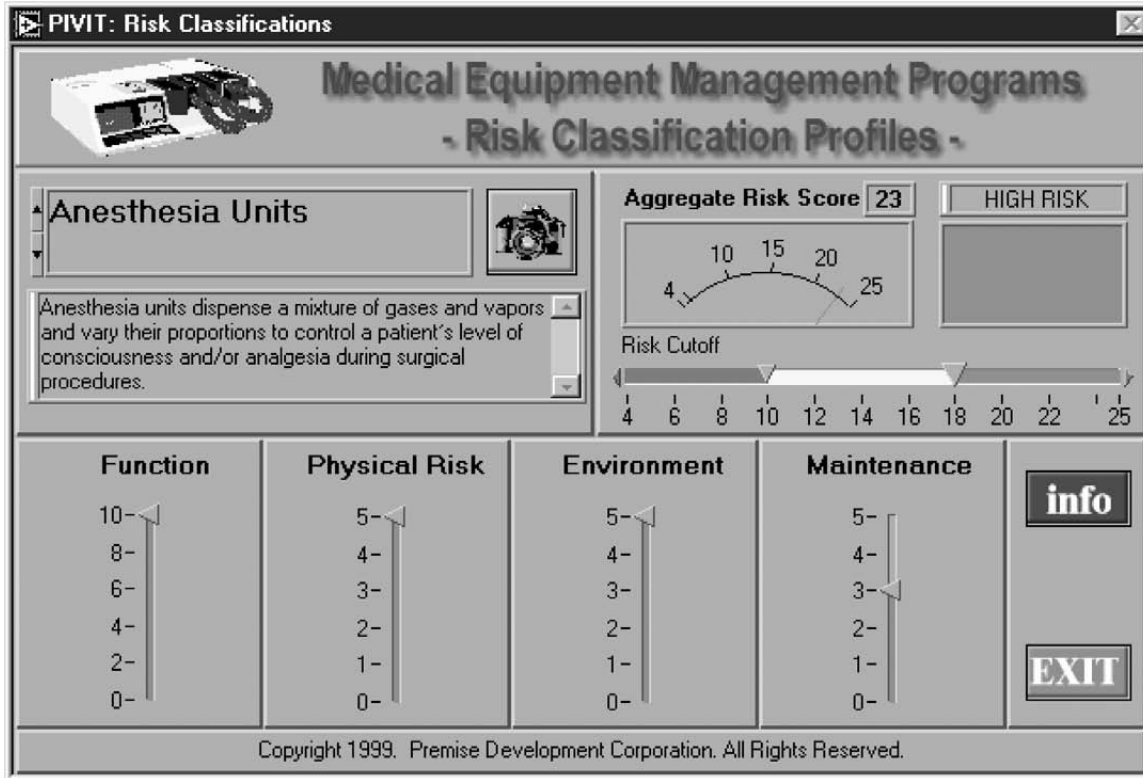 PIVIT: Risk Classifications
Medical Equipment Management Programs
- Risk Classification Profiles -
Anesthesia Units
Anesthesia units dispense a mixture of gases and vapors
and vary their proportions to control a patient's level of
consciousness and/or analgesia during surgical
procedures.
Aggregate Risk Score 23
HIGH RISK
4 10 15 20 25
Risk Cutoff
4 6 8 10 12 14 16 18 20 22 25
Function
10
8
6
4
2
0
Physical Risk
5
4
3
2
1
0
Environment
5
4
3
2
1
0
Maintenance
5
4
3
2
1
0
info
EXIT
Copyright 1999. Premise Development Corporation. All Rights Reserved.